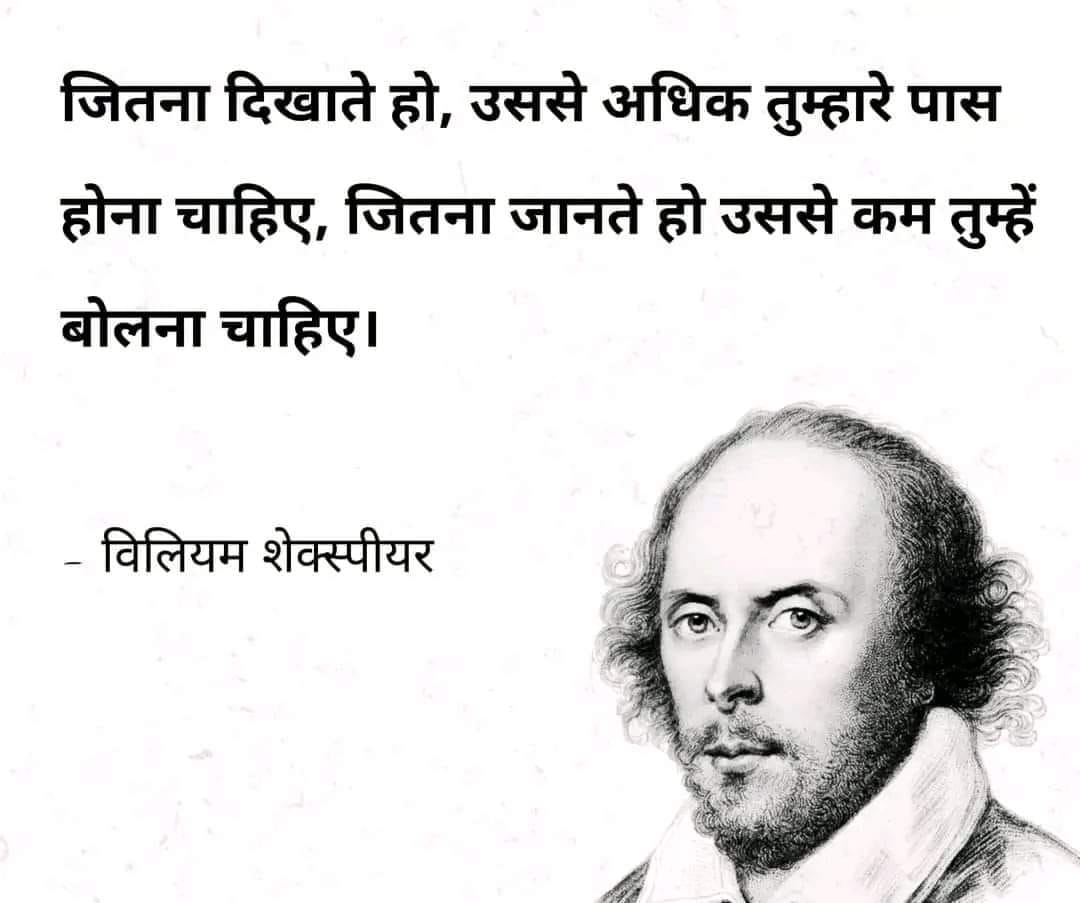 जितना दिखाते हो, उससे अधिक तुम्हारे पास
होना चाहिए, जितना जानते हो उससे कम तुम्हें
बोलना चाहिए।
- विलियम शेक्स्पीयर